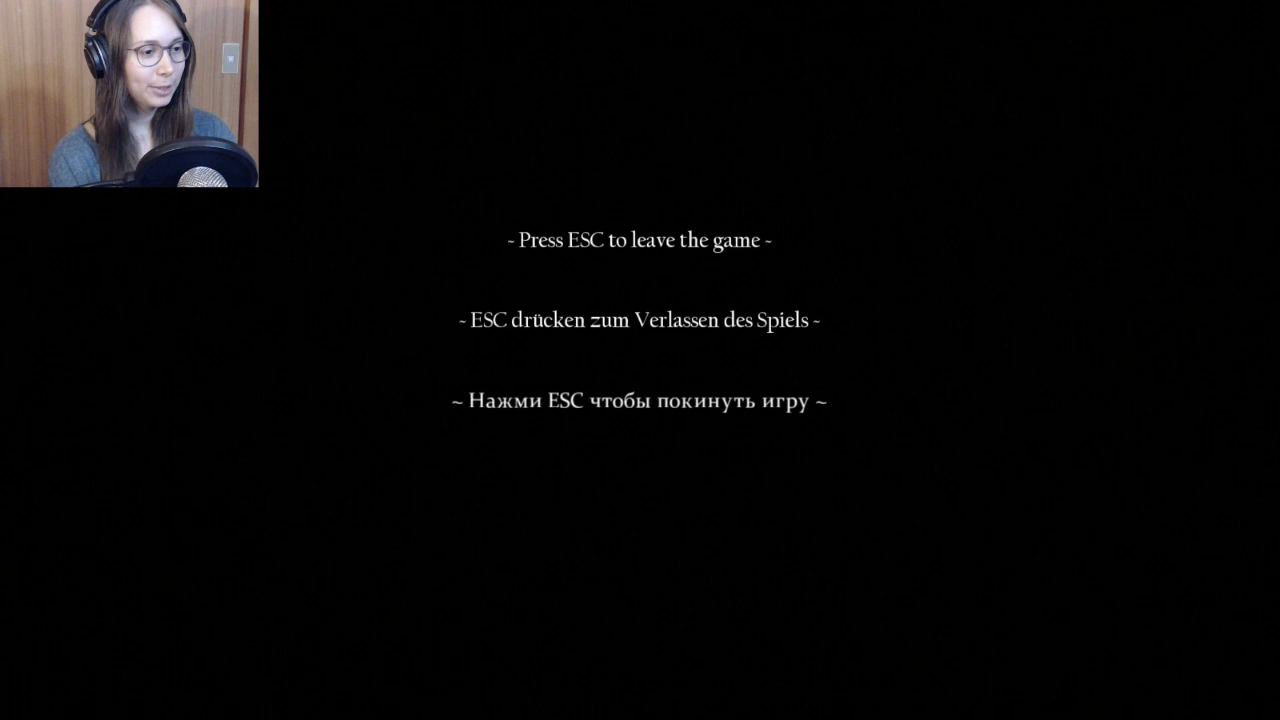 ~ Press ESC to leave the game ~
~ ESC drücken zum Verlassen des Spiels ~
~ Нажми ESC чтобы покинуть игру ~